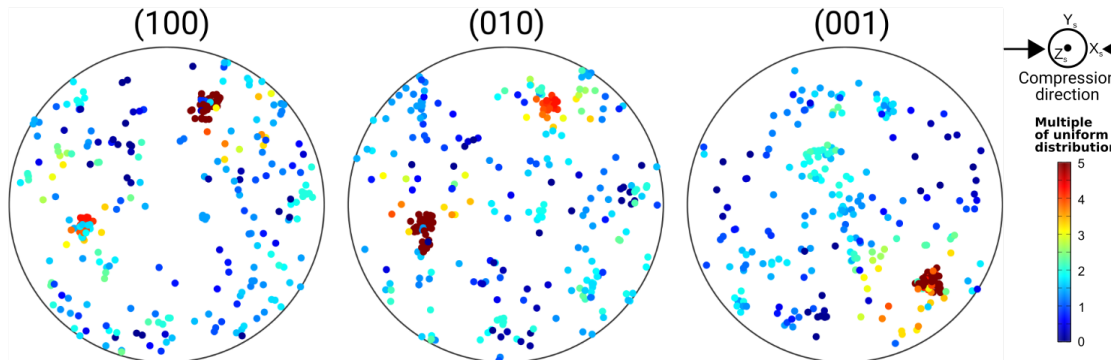 (100)
(010)
(001)
Yₛ
Zₛ
Xₛ
Compression
direction
Multiple
of uniform
distribution
5
4
3
2
1
0